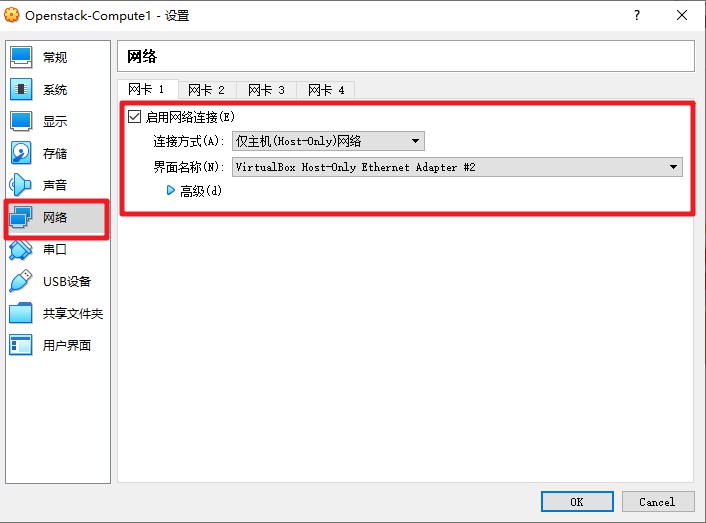 Openstack-Compute1 - 设置
?
常规
系统
显示
存储
声音
网络
串口
USB设备
共享文件夹
用户界面
网络
网卡 1 网卡 2 网卡 3 网卡 4
启用网络连接(E)
连接方式(A): 仅主机(Host-Only)网络
界面名称(N): VirtualBox Host-Only Ethernet Adapter #2
高级(d)
OK Cancel